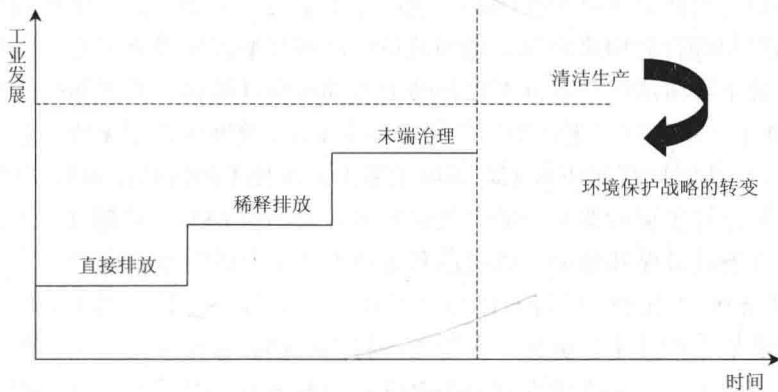 工业发展
清洁生产
末端治理
环境保护战略的转变
稀释排放
直接排放
时间